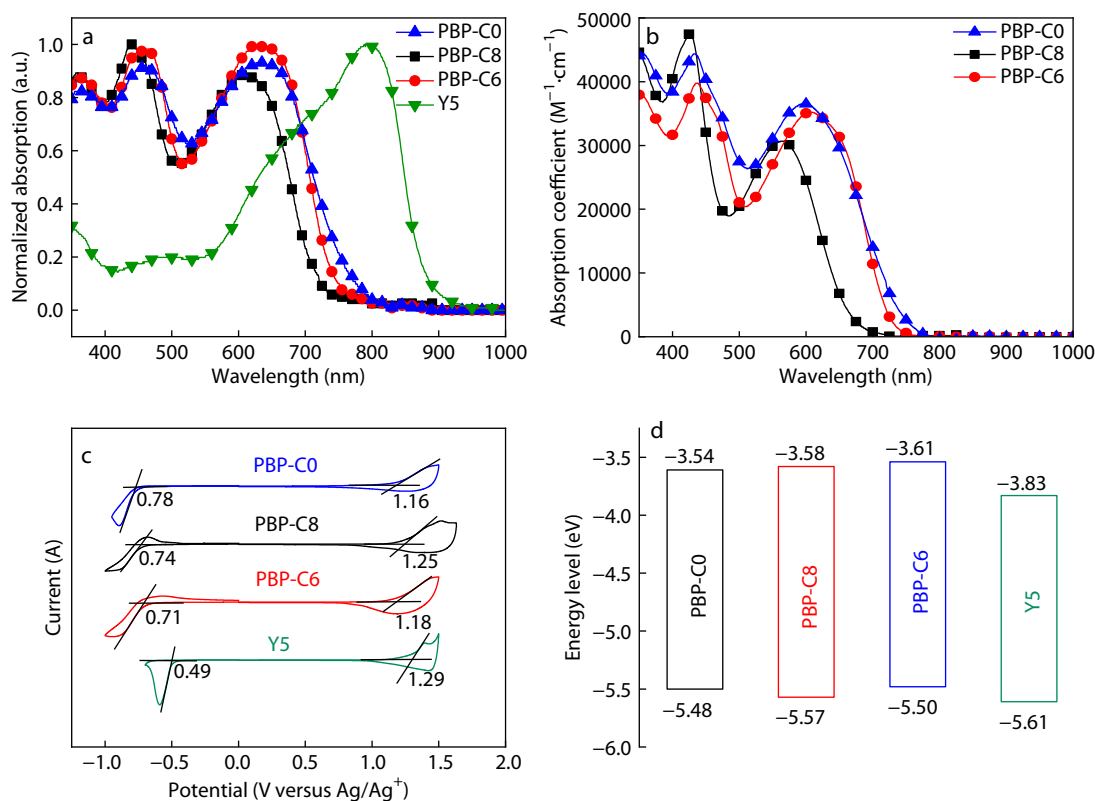 a
PBP-C0
PBP-C8
PBP-C6
Y5
Normalized absorption (a.u.)
1.0
0.8
0.6
0.4
0.2
0.0
400 500 600 700 800 900 1000
Wavelength (nm)
b
PBP-C0
PBP-C8
PBP-C6
Absorption coefficient (M⁻¹·cm⁻¹)
50000
40000
30000
20000
10000
0
400 500 600 700 800 900 1000
Wavelength (nm)
c
PBP-C0
0.78
1.16
PBP-C8
0.74
1.25
PBP-C6
0.71
1.18
Y5
0.49
1.29
Current (A)
−1.0 −0.5 0.0 0.5 1.0 1.5 2.0
Potential (V versus Ag/Ag⁺)
d
Energy level (eV)
−3.5
−4.0
−4.5
−5.0
−5.5
−6.0
−3.54
PBP-C0
−5.48
−3.58
PBP-C8
−5.57
−3.61
PBP-C6
−5.50
−3.83
Y5
−5.61